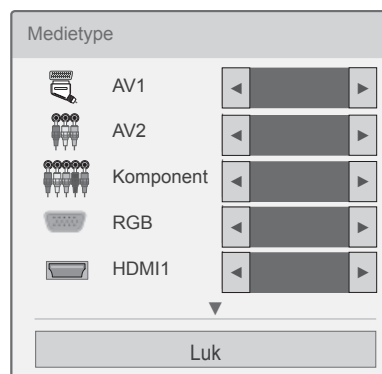 Medietype
AV1
AV2
Komponent
RGB
HDMI1
Luk